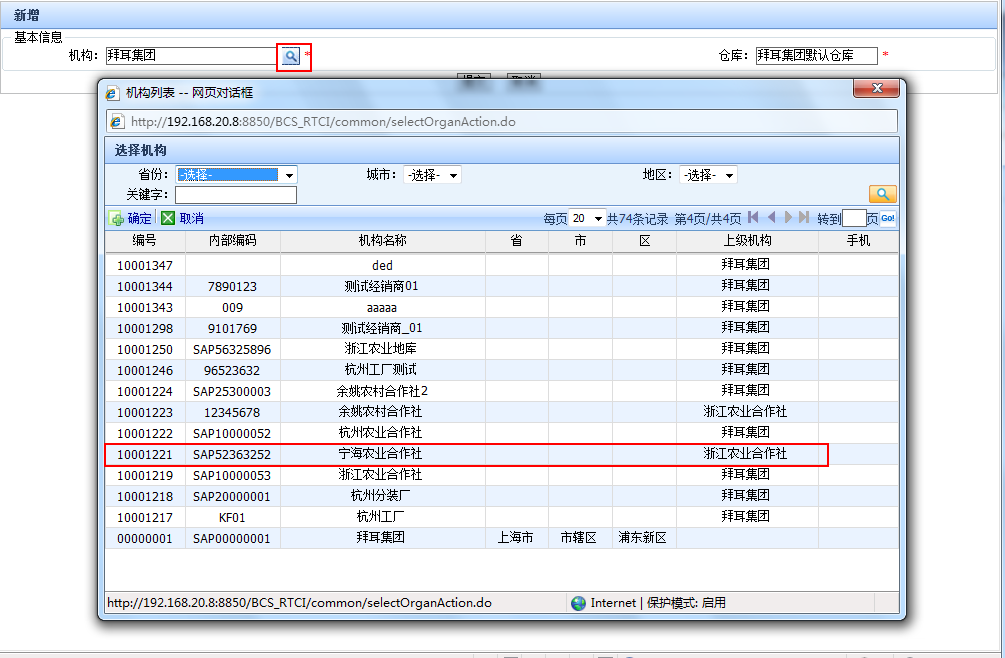 新增
基本信息
机构: 拜耳集团 * 仓库: 拜耳集团默认仓库 *
提交 取消
机构列表 -- 网页对话框
http://192.168.20.8:8850/BCS_RTCI/common/selectOrganAction.do
选择机构
省份: -选择- 城市: -选择- 地区: -选择-
关键字:
确定 取消 每页 20 共74条记录 第4页/共4页 转到 页 Go!
编号 内部编码 机构名称 省 市 区 上级机构 手机
10001347 ded 拜耳集团
10001344 7890123 测试经销商01 拜耳集团
10001343 009 aaaaa 拜耳集团
10001298 9101769 测试经销商_01 拜耳集团
10001250 SAP56325896 浙江农业地库 拜耳集团
10001246 96523632 杭州工厂测试 拜耳集团
10001224 SAP25300003 余姚农村合作社2 拜耳集团
10001223 12345678 余姚农村合作社 浙江农业合作社
10001222 SAP10000052 杭州农业合作社 拜耳集团
10001221 SAP52363252 宁海农业合作社 浙江农业合作社
10001219 SAP10000053 浙江农业合作社 拜耳集团
10001218 SAP20000001 杭州分装厂 拜耳集团
10001217 KF01 杭州工厂 拜耳集团
00000001 SAP00000001 拜耳集团 上海市 市辖区 浦东新区
http://192.168.20.8:8850/BCS_RTCI/common/selectOrganAction.do Internet | 保护模式: 启用